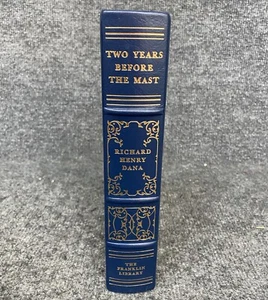 TWO YEARS
BEFORE
THE MAST
RICHARD
HENRY
DANA
THE
FRANKLIN
LIBRARY